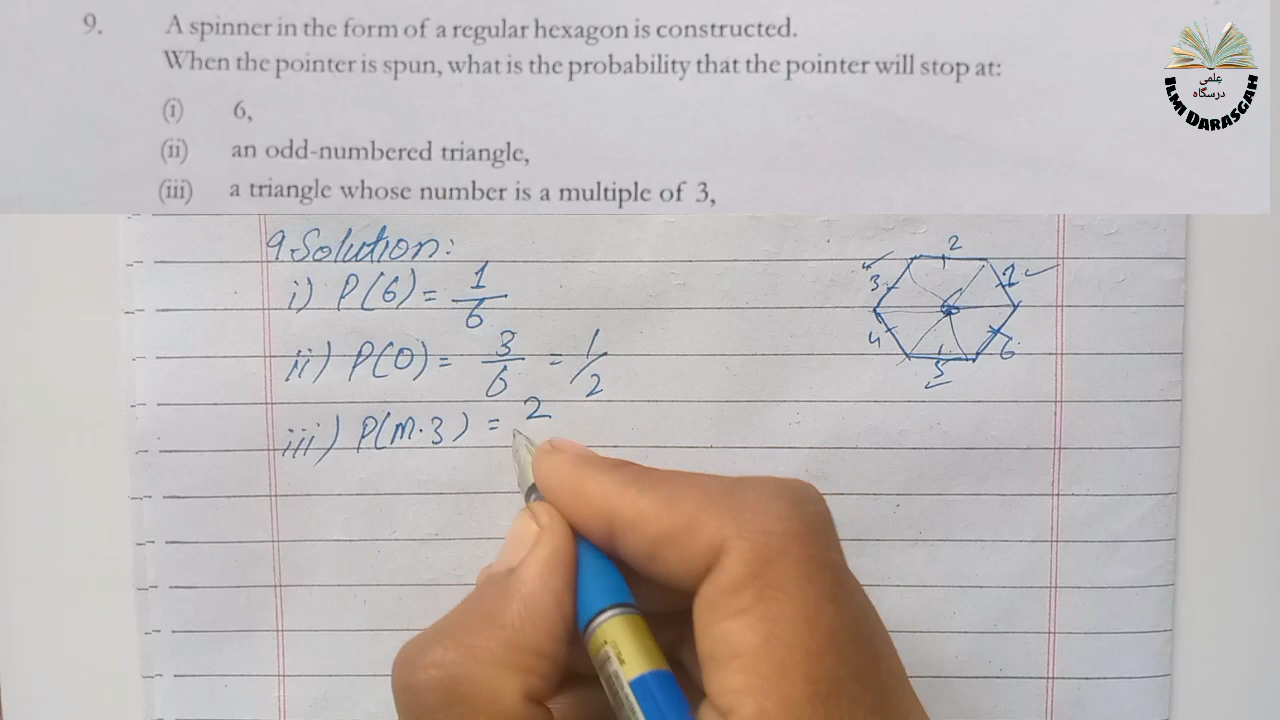 9. A spinner in the form of a regular hexagon is constructed.
When the pointer is spun, what is the probability that the pointer will stop at:
(i) 6,
(ii) an odd-numbered triangle,
(iii) a triangle whose number is a multiple of 3,
علمی
درسگاه
ILMI DARASGAH
9 Solution:
i) P(6) = 1/6
ii) P(O) = 3/6 = 1/2
iii) P(M.3) = 2
2
3 1
4 6
5